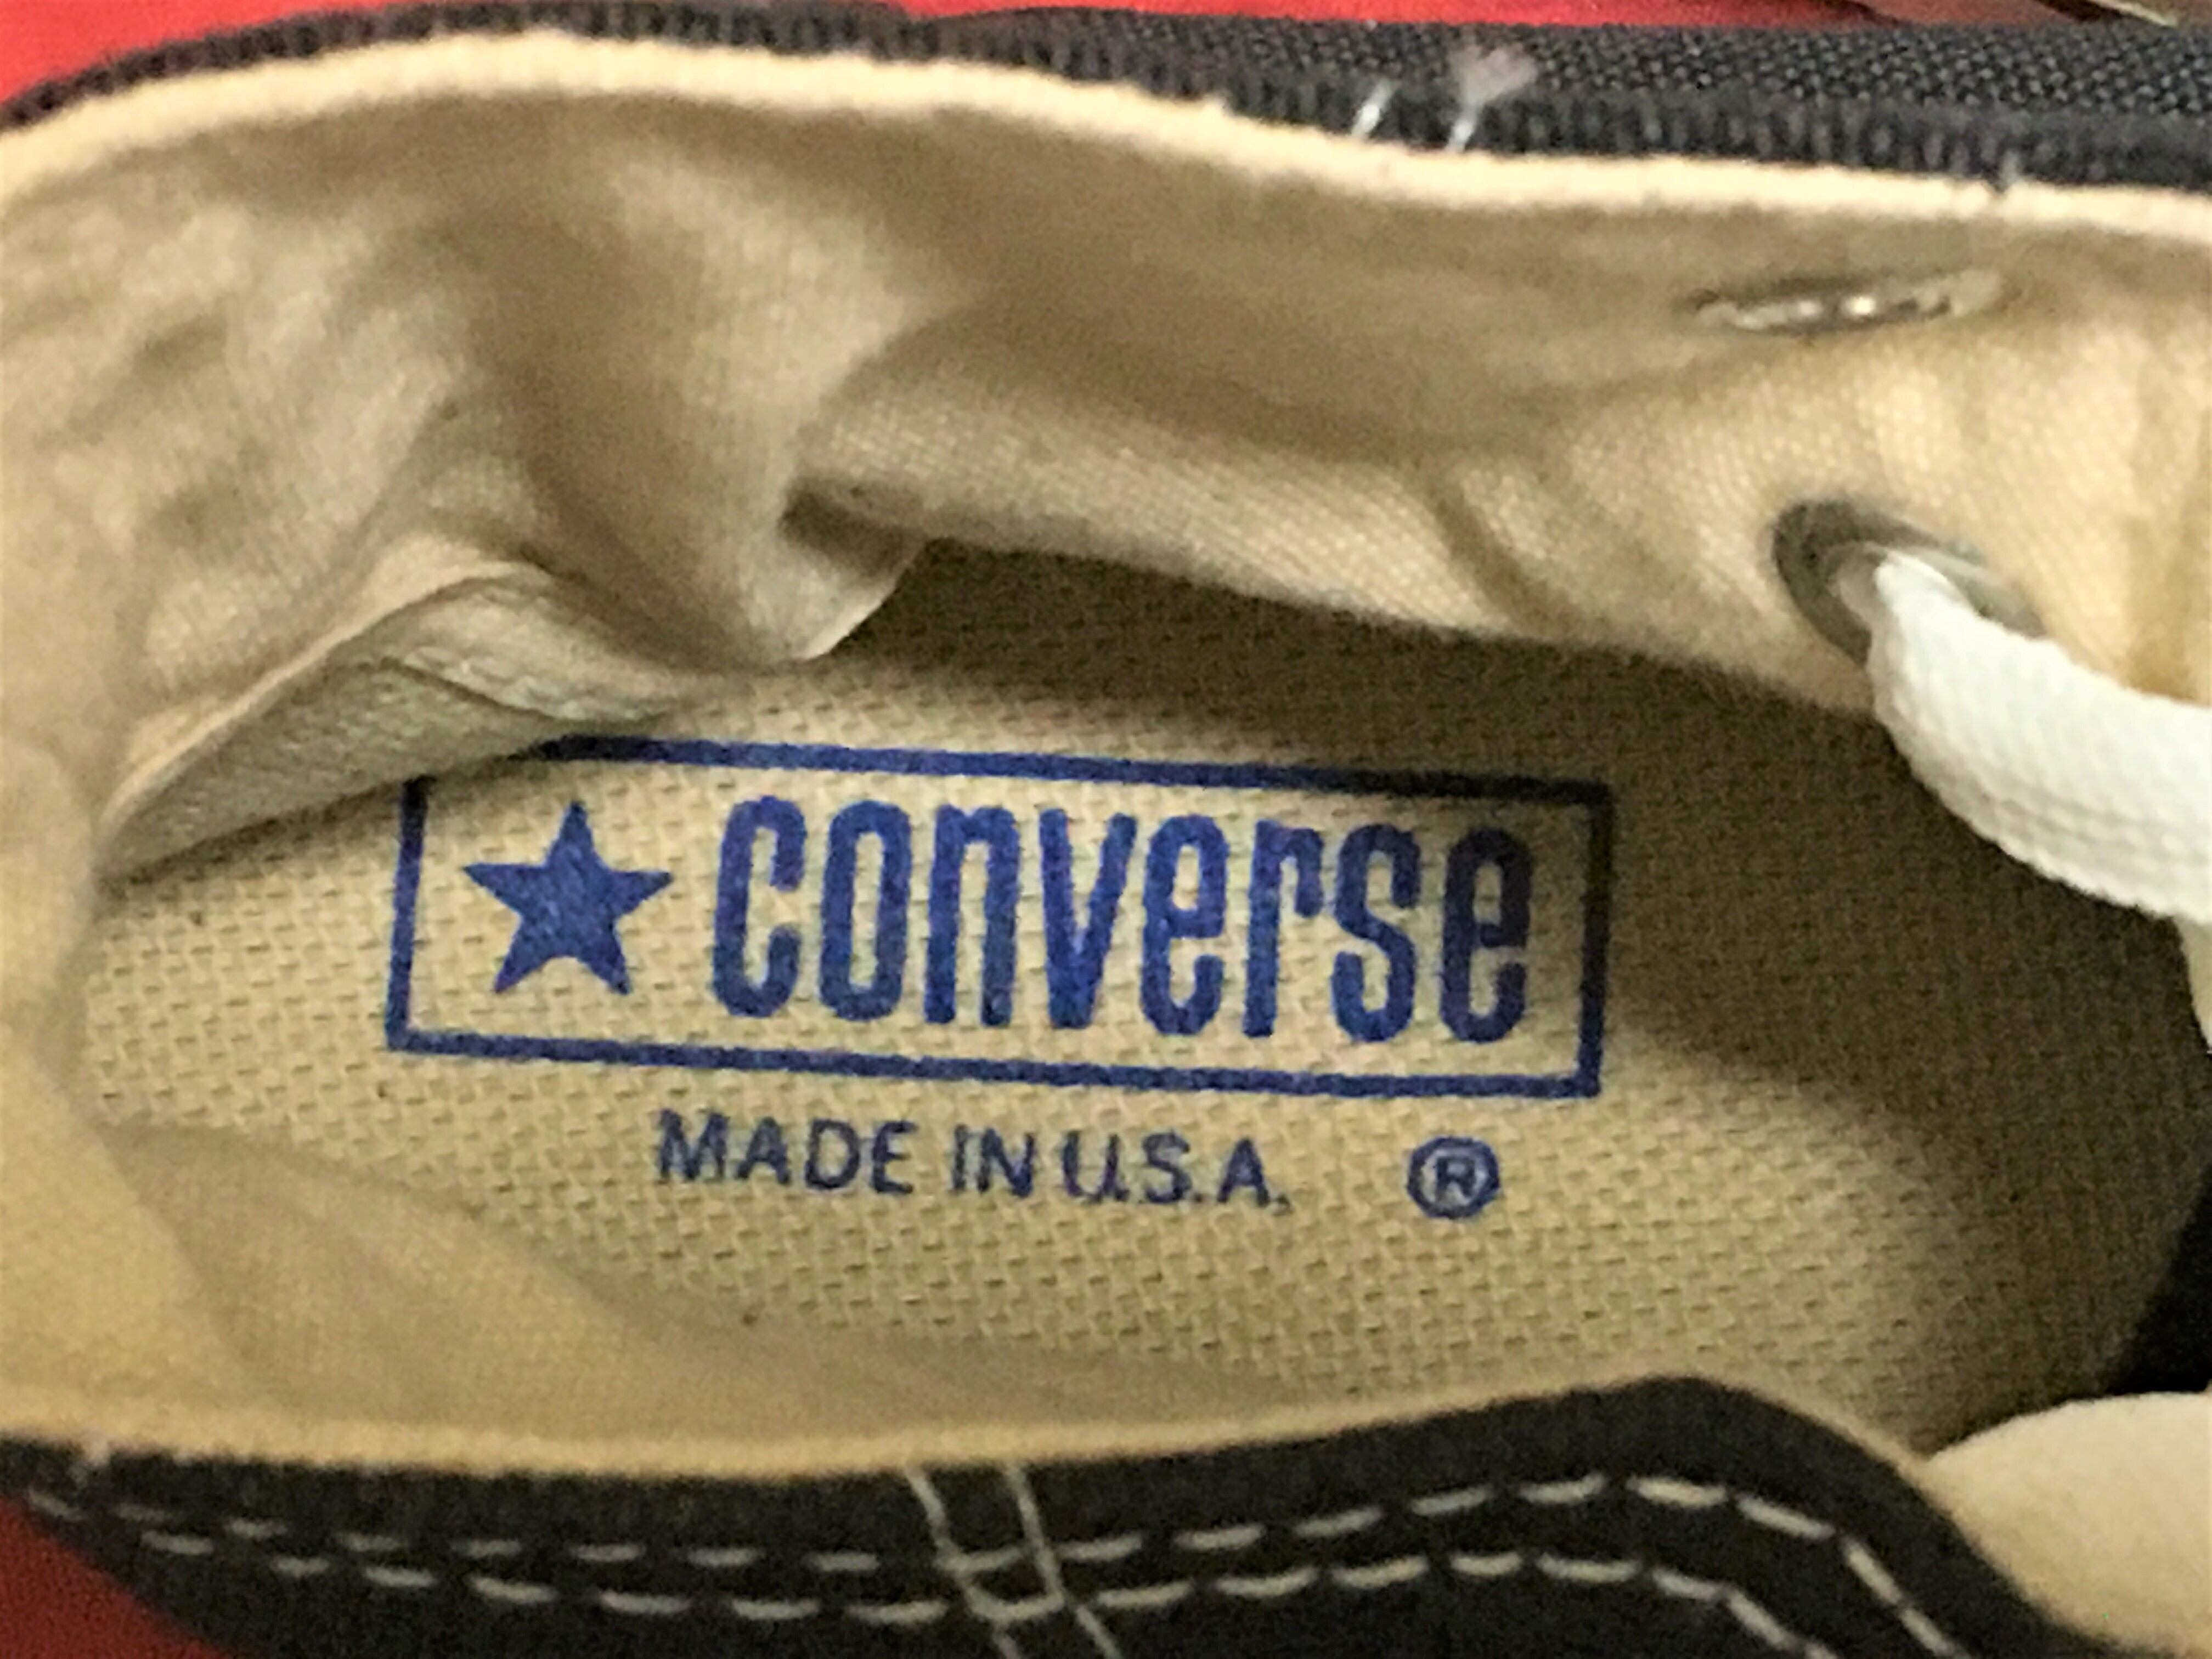 ★ converse
MADE IN U.S.A. ®